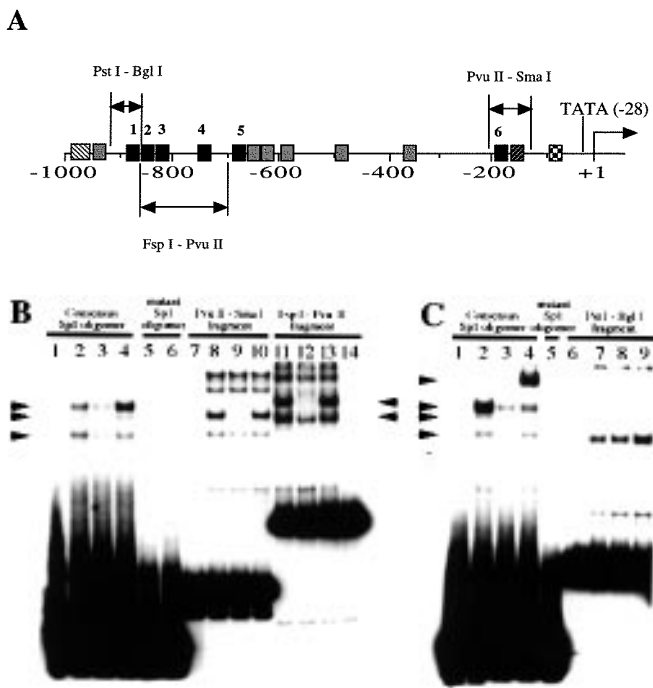 A
Pst I - Bgl I
Pvu II - Sma I
TATA (-28)
1 2 3 4 5 6
-1000 -800 -600 -400 -200 +1
Fsp I - Pvu II
B
Consensus
Sp1 oligomer
mutant
Sp1
oligomer
Pvu II - Sma I
fragment
Fsp I - Pvu II
fragment
1 2 3 4 5 6 7 8 9 10 11 12 13 14
C
Consensus
Sp1 oligomer
mutant
Sp1
oligomer
Pst I - Bgl I
fragment
1 2 3 4 5 6 7 8 9